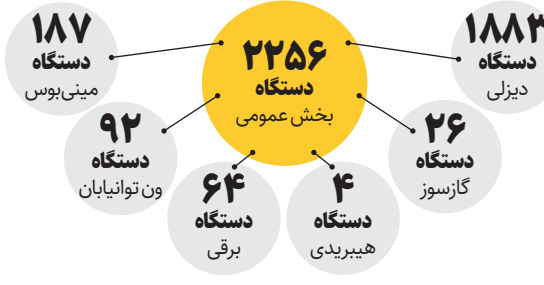 ۲۲۵۶
دستگاه
بخش عمومی
۱۸۸۳
دستگاه
دیزلی
۲۶
دستگاه
گازسوز
۴
دستگاه
هیبریدی
۶۴
دستگاه
برقی
۹۲
دستگاه
ون توانیابان
۱۸۷
دستگاه
مینی‌بوس